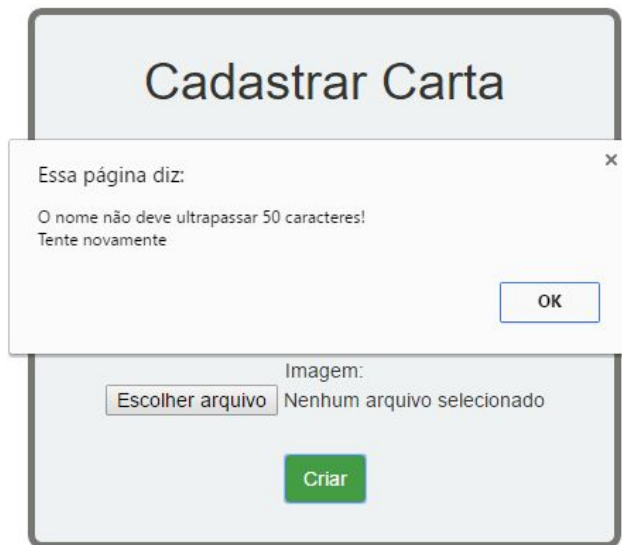 Cadastrar Carta
Essa página diz:
×
O nome não deve ultrapassar 50 caracteres!
Tente novamente
OK
Imagem:
Escolher arquivo Nenhum arquivo selecionado
Criar